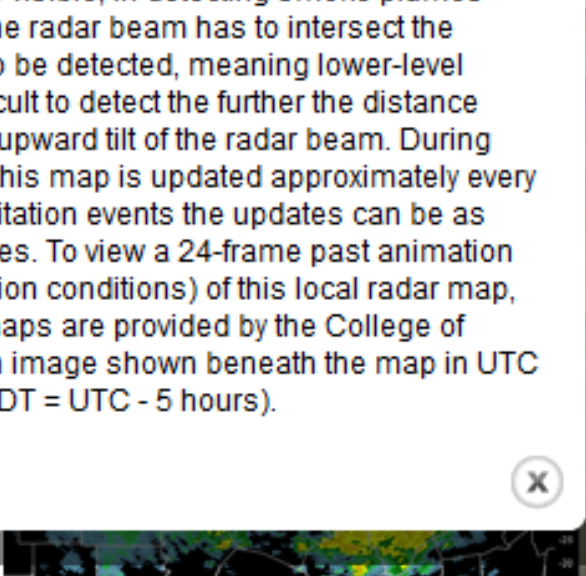 ne radar beam has to intersect the
o be detected, meaning lower-level
cult to detect the further the distance
upward tilt of the radar beam. During
his map is updated approximately every
itation events the updates can be as
es. To view a 24-frame past animation
ion conditions) of this local radar map,
naps are provided by the College of
n image shown beneath the map in UTC
DT = UTC - 5 hours).
x